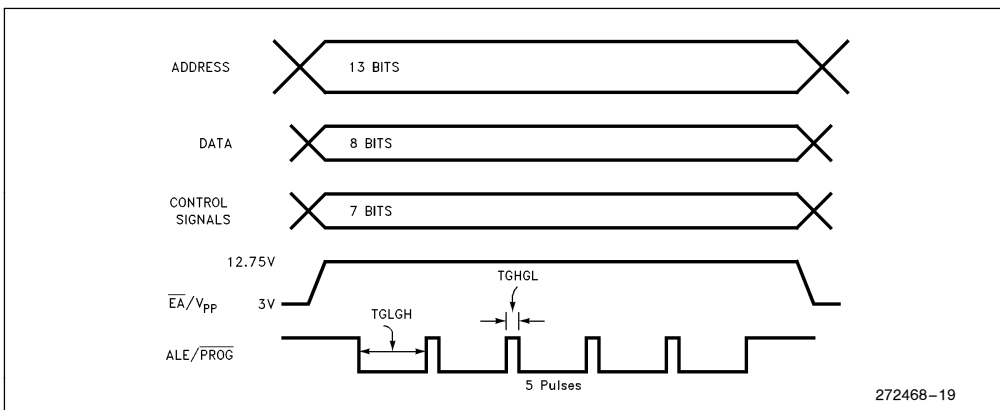 ADDRESS
13 BITS
DATA
8 BITS
CONTROL
SIGNALS
7 BITS
12.75V
TGHGL
EA/VPP
3V
TGLGH
ALE/PROG
5 Pulses
272468–19